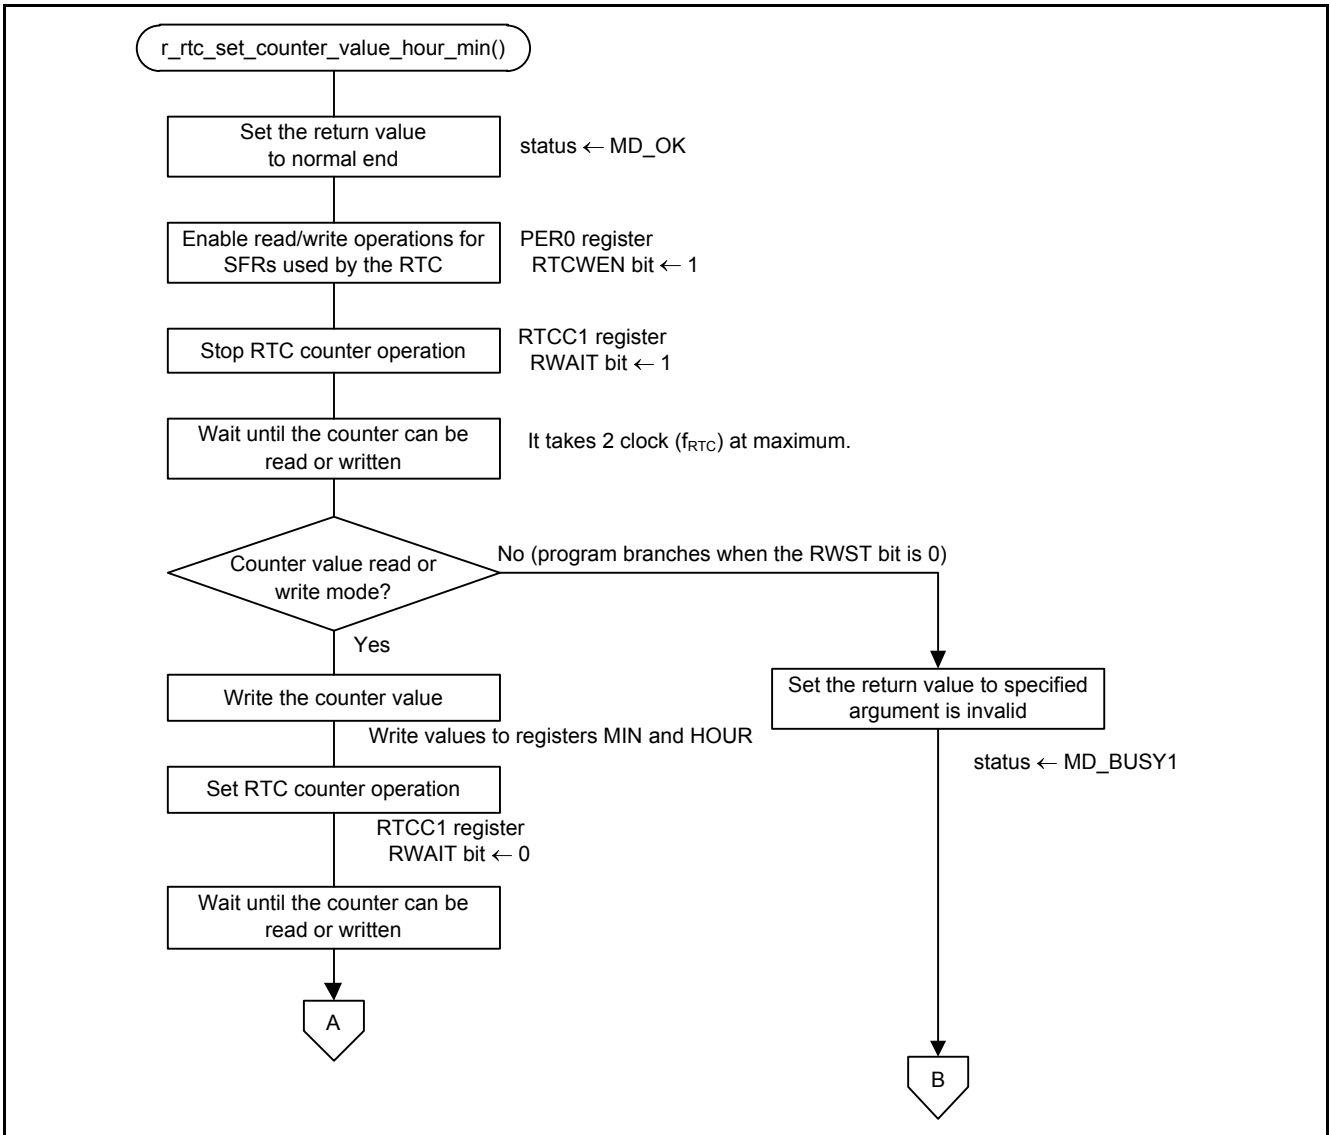 r_rtc_set_counter_value_hour_min()
Set the return value
to normal end
status ← MD_OK
Enable read/write operations for
SFRs used by the RTC
PER0 register
RTCWEN bit ← 1
Stop RTC counter operation
RTCC1 register
RWAIT bit ← 1
Wait until the counter can be
read or written
It takes 2 clock (fRTC) at maximum.
Counter value read or
write mode?
No (program branches when the RWST bit is 0)
Yes
Write the counter value
Write values to registers MIN and HOUR
Set the return value to specified
argument is invalid
status ← MD_BUSY1
Set RTC counter operation
RTCC1 register
RWAIT bit ← 0
Wait until the counter can be
read or written
A
B